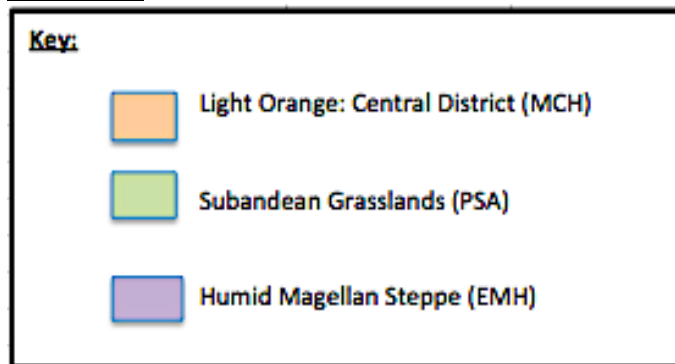 Key:
Light Orange: Central District (MCH)
Subandean Grasslands (PSA)
Humid Magellan Steppe (EMH)